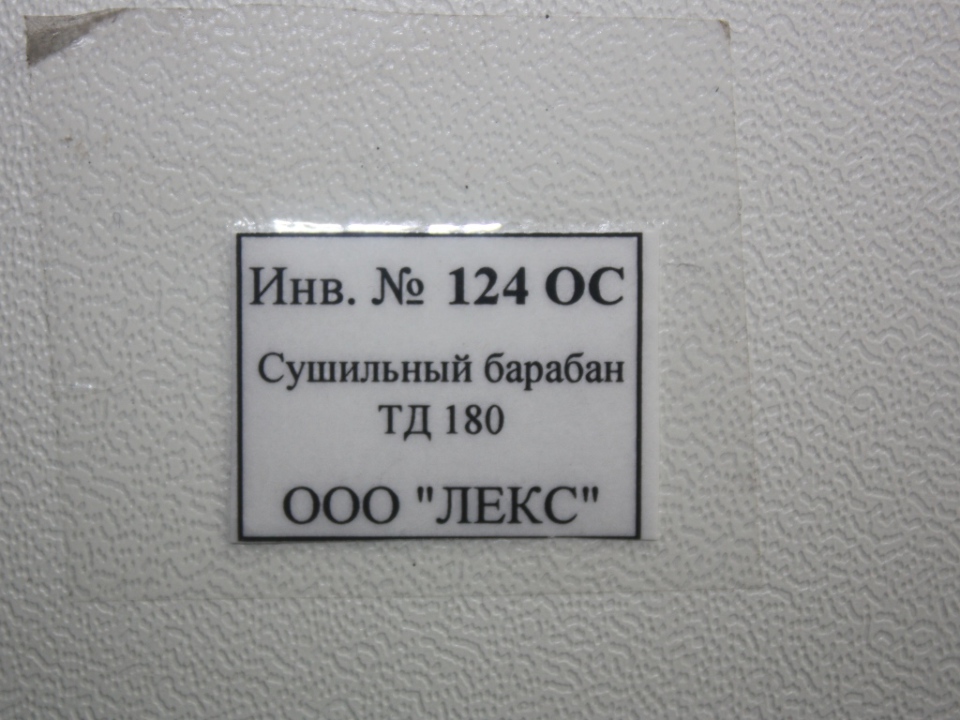 Инв. № 124 ОС
Сушильный барабан
ТД 180
ООО "ЛЕКС"